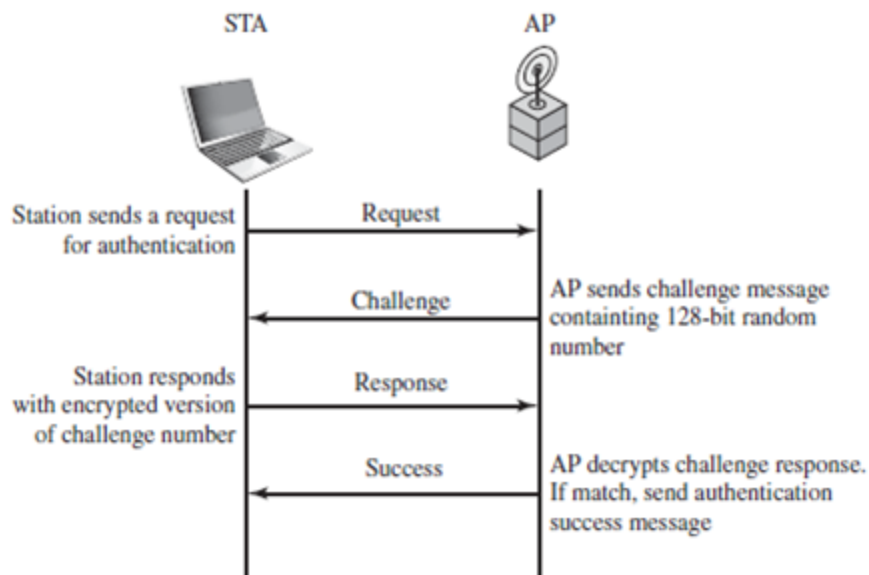 STA
AP
Station sends a request
for authentication
Request
Challenge
AP sends challenge message
containting 128-bit random
number
Station responds
with encrypted version
of challenge number
Response
Success
AP decrypts challenge response.
If match, send authentication
success message